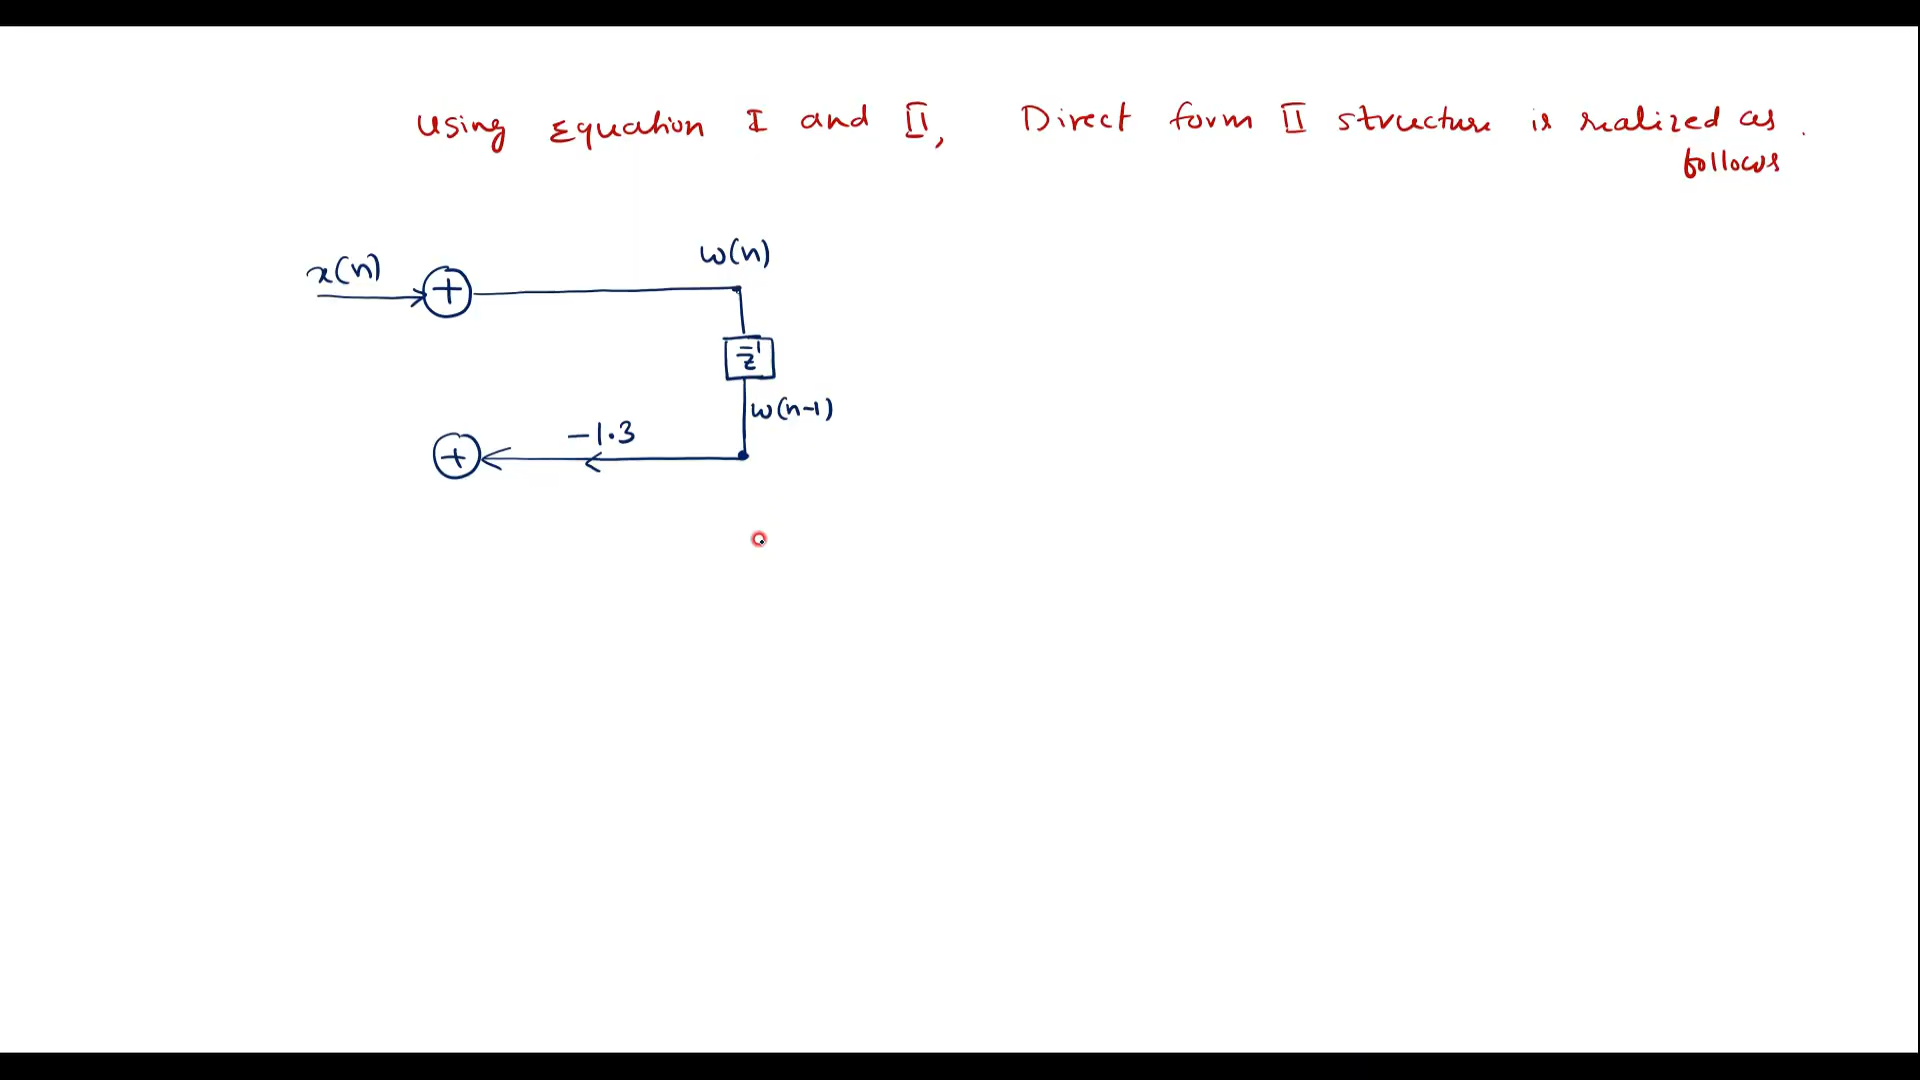 Using Equation I and II, Direct form II structure is realized as
follows
w(n)
x(n)
+
z⁻¹
w(n-1)
-1.3
+